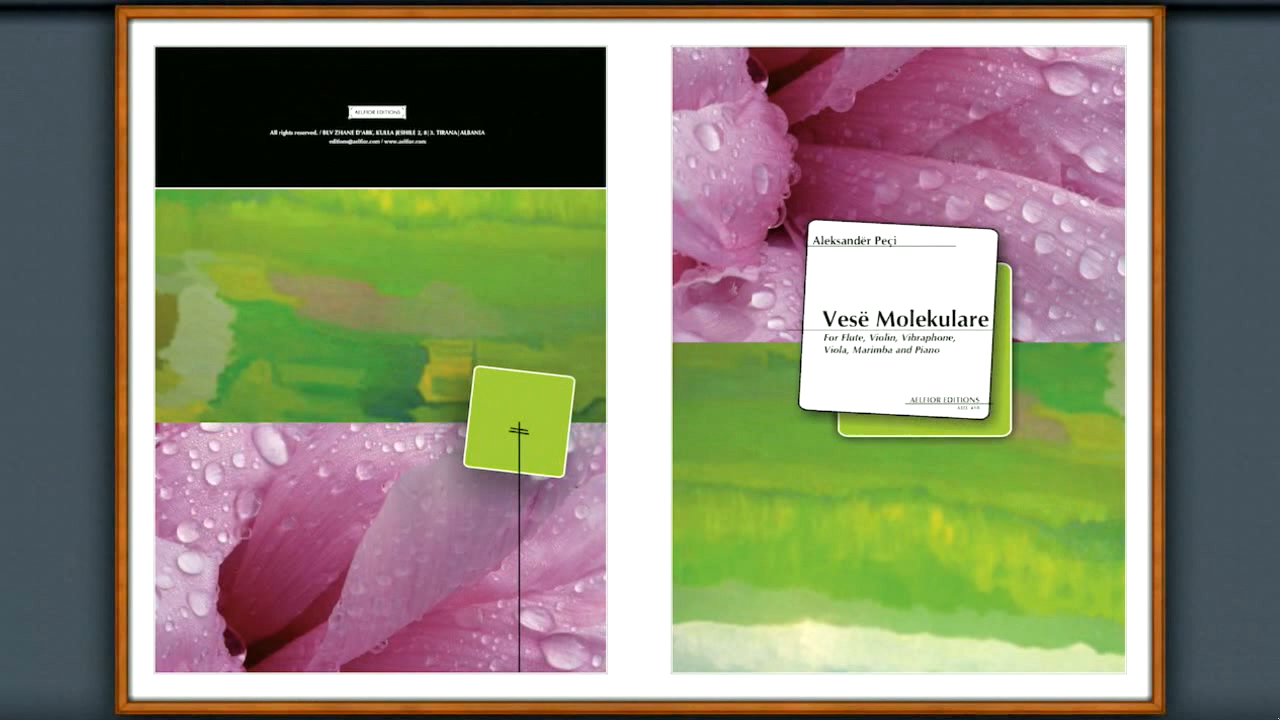 AELFIOR EDITIONS
All rights reserved. / BLV ZHANE D'ARK, KULLA JESHILE 2, 8|3. TIRANA|ALBANIA
editions@aelfior.com / www.aelfior.com
Aleksandër Peçi
Vesë Molekulare
For Flute, Violin, Vibraphone,
Viola, Marimba and Piano
AELFIOR EDITIONS